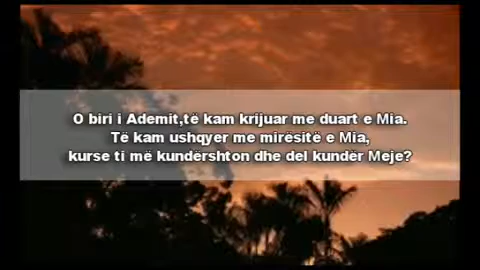 O biri i Ademit,të kam krijuar me duart e Mia.
Të kam ushqyer me mirësitë e Mia,
kurse ti më kundërshton dhe del kundër Meje?